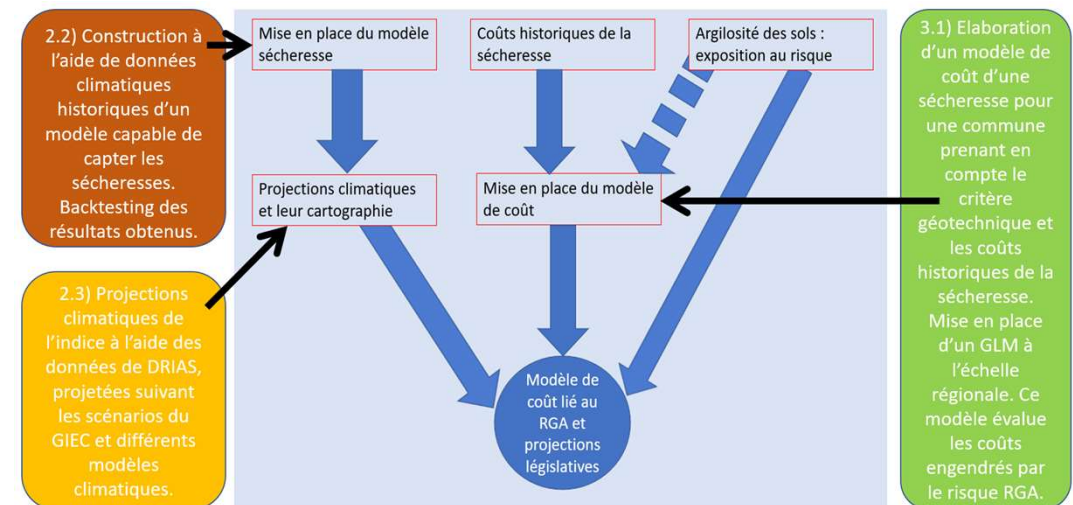 2.2) Construction à
l'aide de données
climatiques
historiques d'un
modèle capable de
capter les
sécheresses.
Backtesting des
résultats obtenus.
2.3) Projections
climatiques de
l'indice à l'aide des
données de DRIAS,
projetées suivant
les scénarios du
GIEC et différents
modèles
climatiques.
Mise en place du modèle
sécheresse
Coûts historiques de la
sécheresse
Argilosité des sols :
exposition au risque
Projections climatiques
et leur cartographie
Mise en place du modèle
de coût
Modèle de
coût lié au
RGA et
projections
législatives
3.1) Elaboration
d'un modèle de
coût d'une
sécheresse pour
une commune
prenant en
compte le
critère
géotechnique et
les coûts
historiques de la
sécheresse.
Mise en place
d'un GLM à
l'échelle
régionale. Ce
modèle évalue
les coûts
engendrés par
le risque RGA.